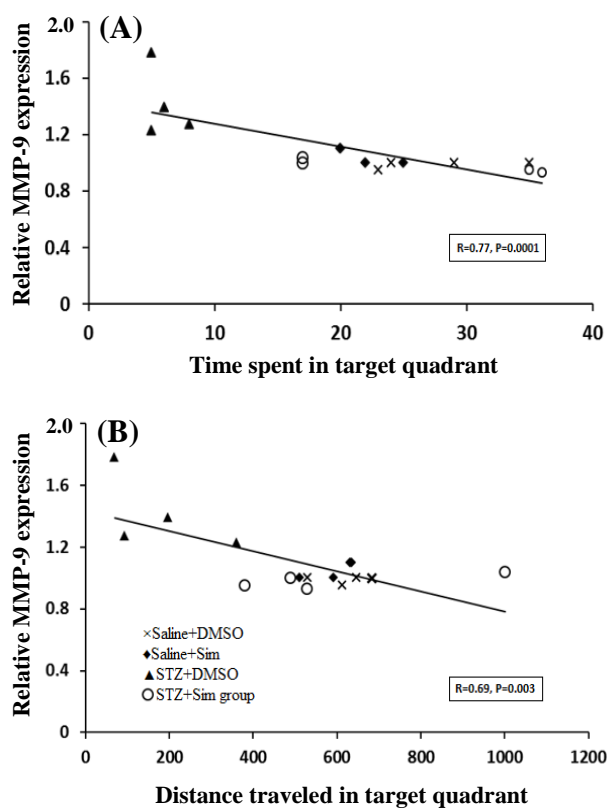 (A)
Relative MMP-9 expression
2.0
1.6
1.2
0.8
0.4
0
R=0.77, P=0.0001
0 10 20 30 40
Time spent in target quadrant
(B)
Relative MMP-9 expression
2.0
1.6
1.2
0.8
0.4
0
×Saline+DMSO
◆Saline+Sim
▲STZ+DMSO
○STZ+Sim group
R=0.69, P=0.003
0 200 400 600 800 1000 1200
Distance traveled in target quadrant